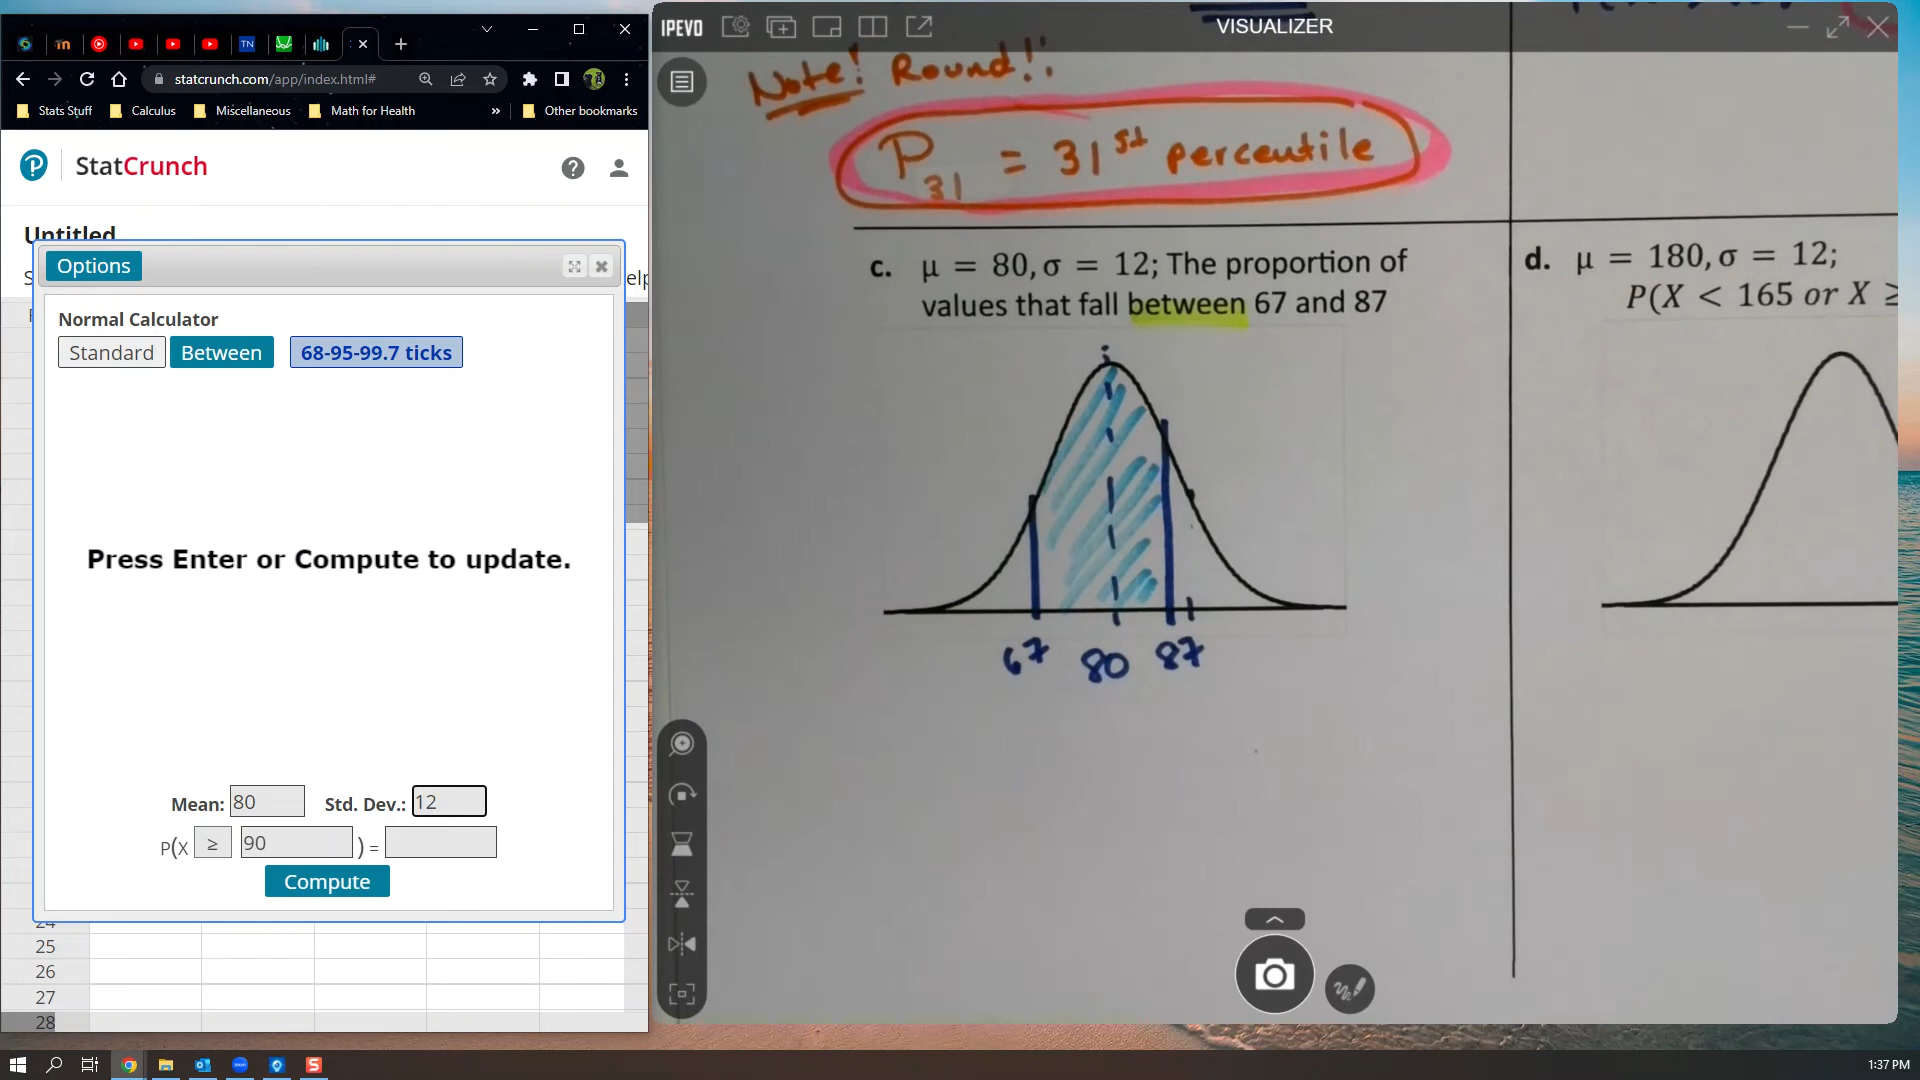 statcrunch.com/app/index.html#
Stats Stuff
Calculus
Miscellaneous
Math for Health
»
Other bookmarks
StatCrunch
Untitled
Options
Normal Calculator
Standard
Between
68-95-99.7 ticks
Press Enter or Compute to update.
Mean: 80 Std. Dev.: 12
P(X ≥ 90 ) =
Compute
25
26
27
28
IPEVO
VISUALIZER
Note! Round!!
P31 = 31st percentile
c. μ = 80, σ = 12; The proportion of
values that fall between 67 and 87
67 80 87
d. μ = 180, σ = 12;
P(X < 165 or X ≥
1:37 PM